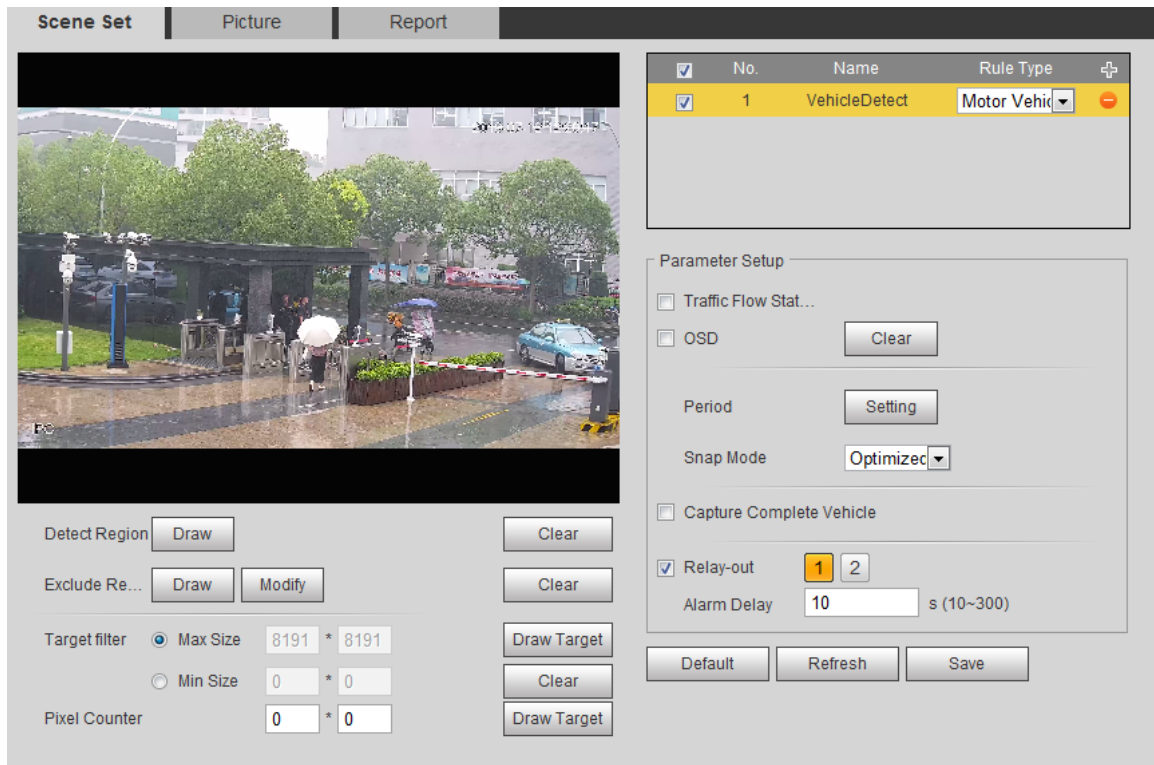 Scene Set Picture Report
No. Name Rule Type
1 VehicleDetect Motor Vehic
Parameter Setup
Traffic Flow Stat...
OSD Clear
Period Setting
Snap Mode Optimized
Capture Complete Vehicle
Relay-out 1 2
Alarm Delay 10 s (10~300)
Default Refresh Save
PC
Detect Region Draw Clear
Exclude Re... Draw Modify Clear
Target filter Max Size 8191 * 8191 Draw Target
Min Size 0 * 0 Clear
Pixel Counter 0 * 0 Draw Target